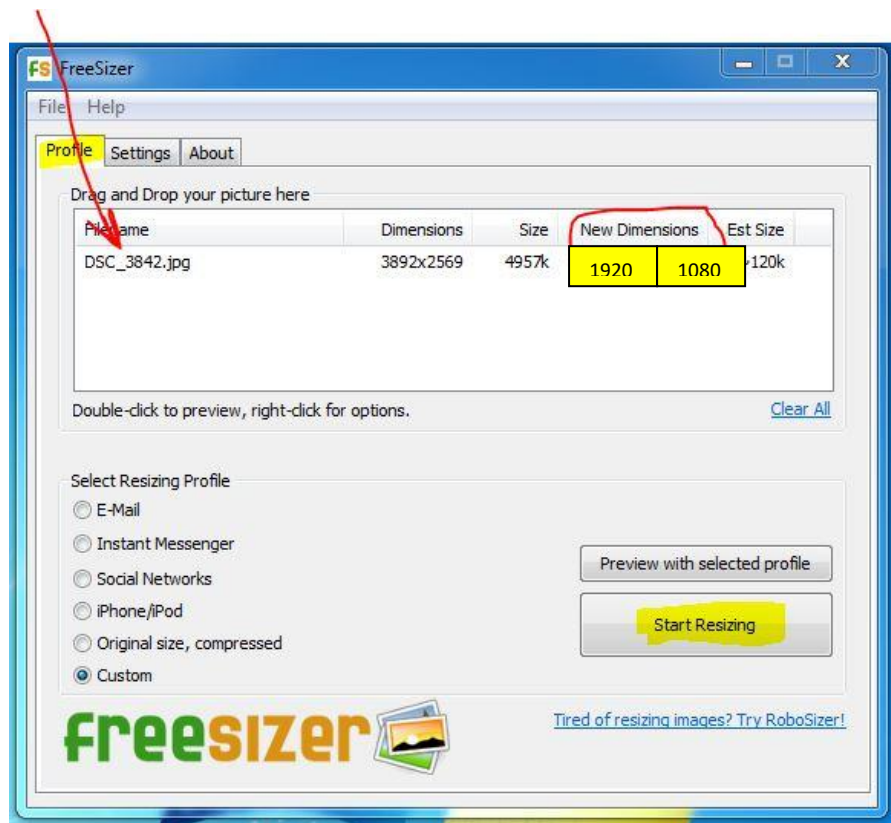 FS FreeSizer
File Help
Profile Settings About
Drag and Drop your picture here
Filename Dimensions Size New Dimensions Est Size
DSC_3842.jpg 3892x2569 4957k 1920 1080 120k
Double-click to preview, right-click for options. Clear All
Select Resizing Profile
E-Mail
Instant Messenger
Social Networks
iPhone/iPod
Original size, compressed
Custom
Preview with selected profile
Start Resizing
freesizer
Tired of resizing images? Try RoboSizer!